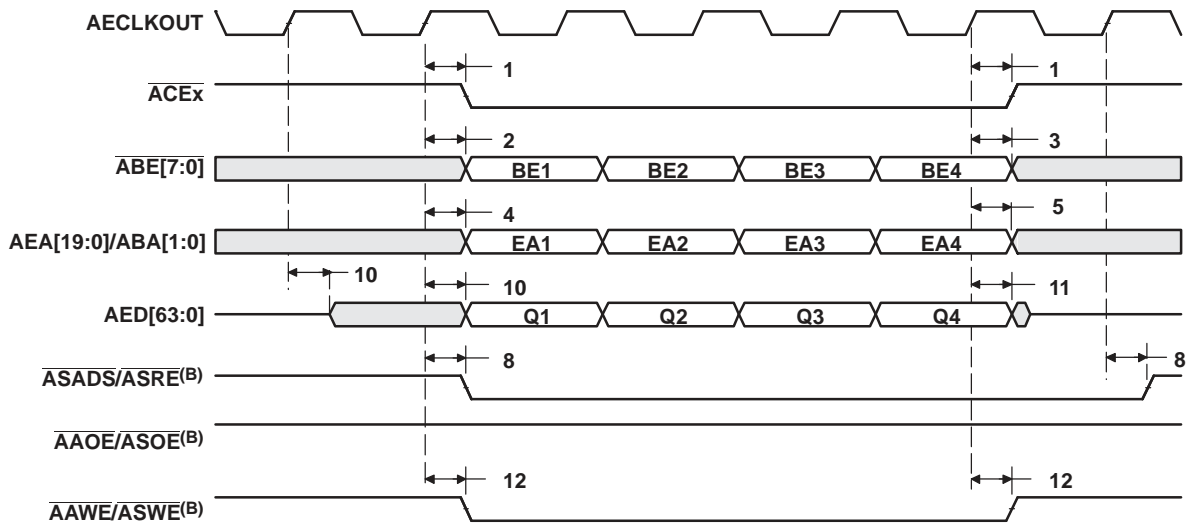 AECLKOUT
1 1
ACEx
2 3
ABE[7:0] BE1 BE2 BE3 BE4
4 5
AEA[19:0]/ABA[1:0] EA1 EA2 EA3 EA4
10 10 11
AED[63:0] Q1 Q2 Q3 Q4
8 8
ASADS/ASRE(B)
AAOE/ASOE(B)
12 12
AAWE/ASWE(B)